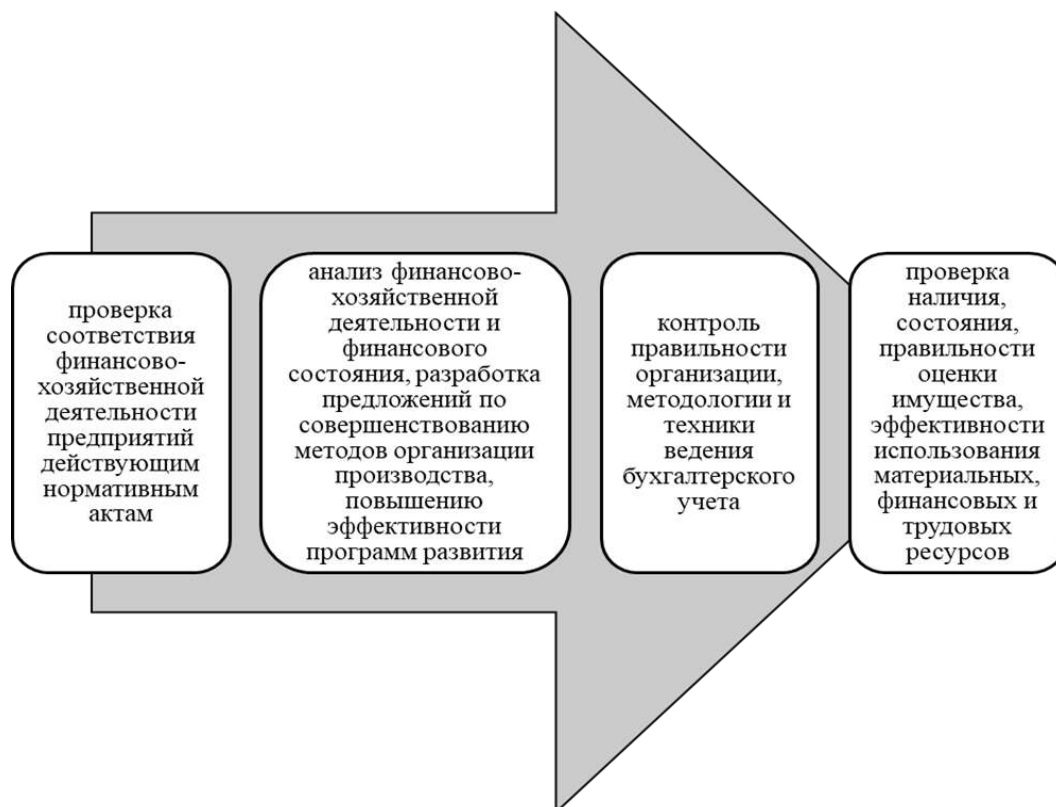 проверка
соответствия
финансово-
хозяйственной
деятельности
предприятий
действующим
нормативным
актам
анализ финансово-
хозяйственной
деятельности и
финансового
состояния, разработка
предложений по
совершенствованию
методов организации
производства,
повышению
эффективности
программ развития
контроль
правильности
организации,
методологии и
техники
ведения
бухгалтерского
учета
проверка
наличия,
состояния,
правильности
оценки
имущества,
эффективности
использования
материальных,
финансовых и
трудовых
ресурсов